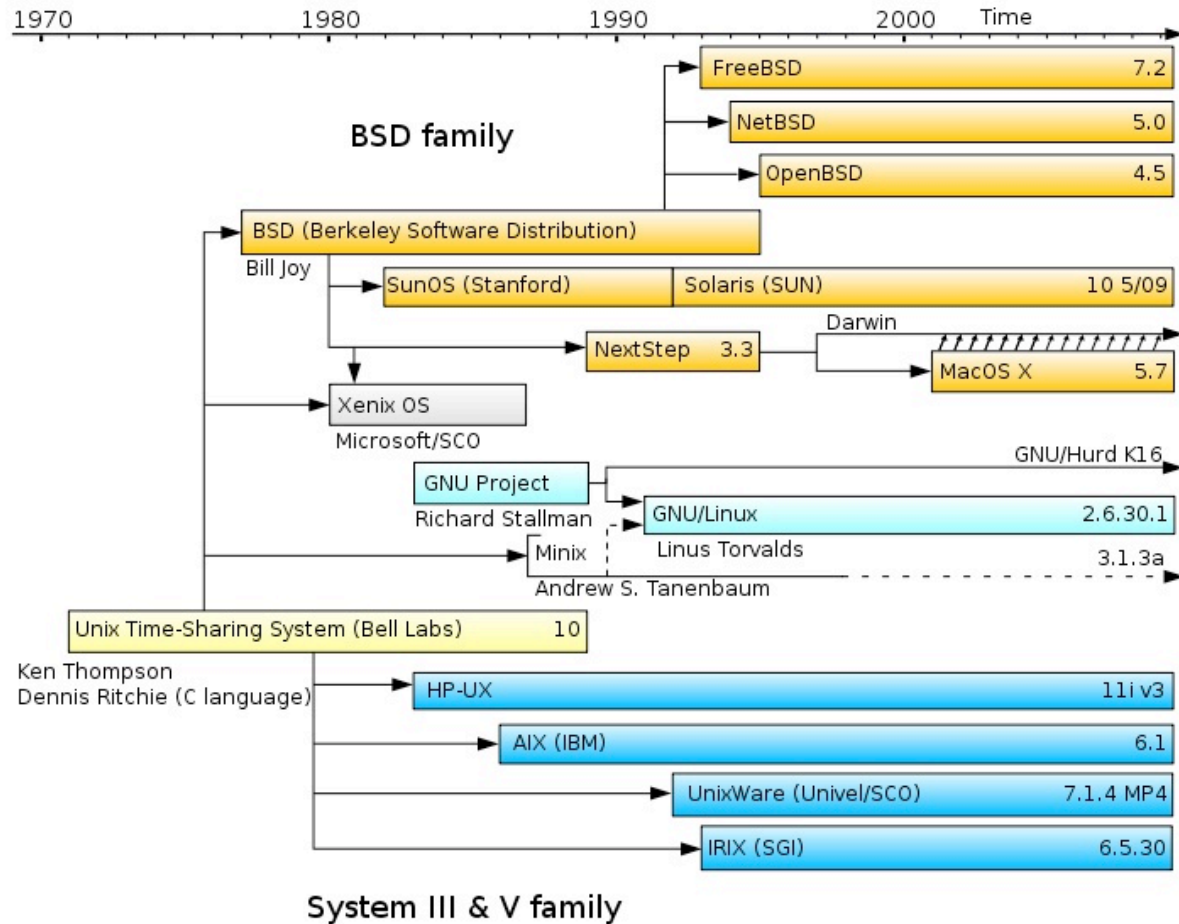 1970 1980 1990 2000 Time
FreeBSD 7.2
BSD family
NetBSD 5.0
OpenBSD 4.5
BSD (Berkeley Software Distribution)
Bill Joy
SunOS (Stanford) Solaris (SUN) 10 5/09
Darwin
NextStep 3.3
MacOS X 5.7
Xenix OS
Microsoft/SCO
GNU/Hurd K16
GNU Project
Richard Stallman
GNU/Linux 2.6.30.1
Linus Torvalds
Minix
3.1.3a
Andrew S. Tanenbaum
Unix Time-Sharing System (Bell Labs) 10
Ken Thompson
Dennis Ritchie (C language)
HP-UX 11i v3
AIX (IBM) 6.1
UnixWare (Univel/SCO) 7.1.4 MP4
IRIX (SGI) 6.5.30
System III & V family